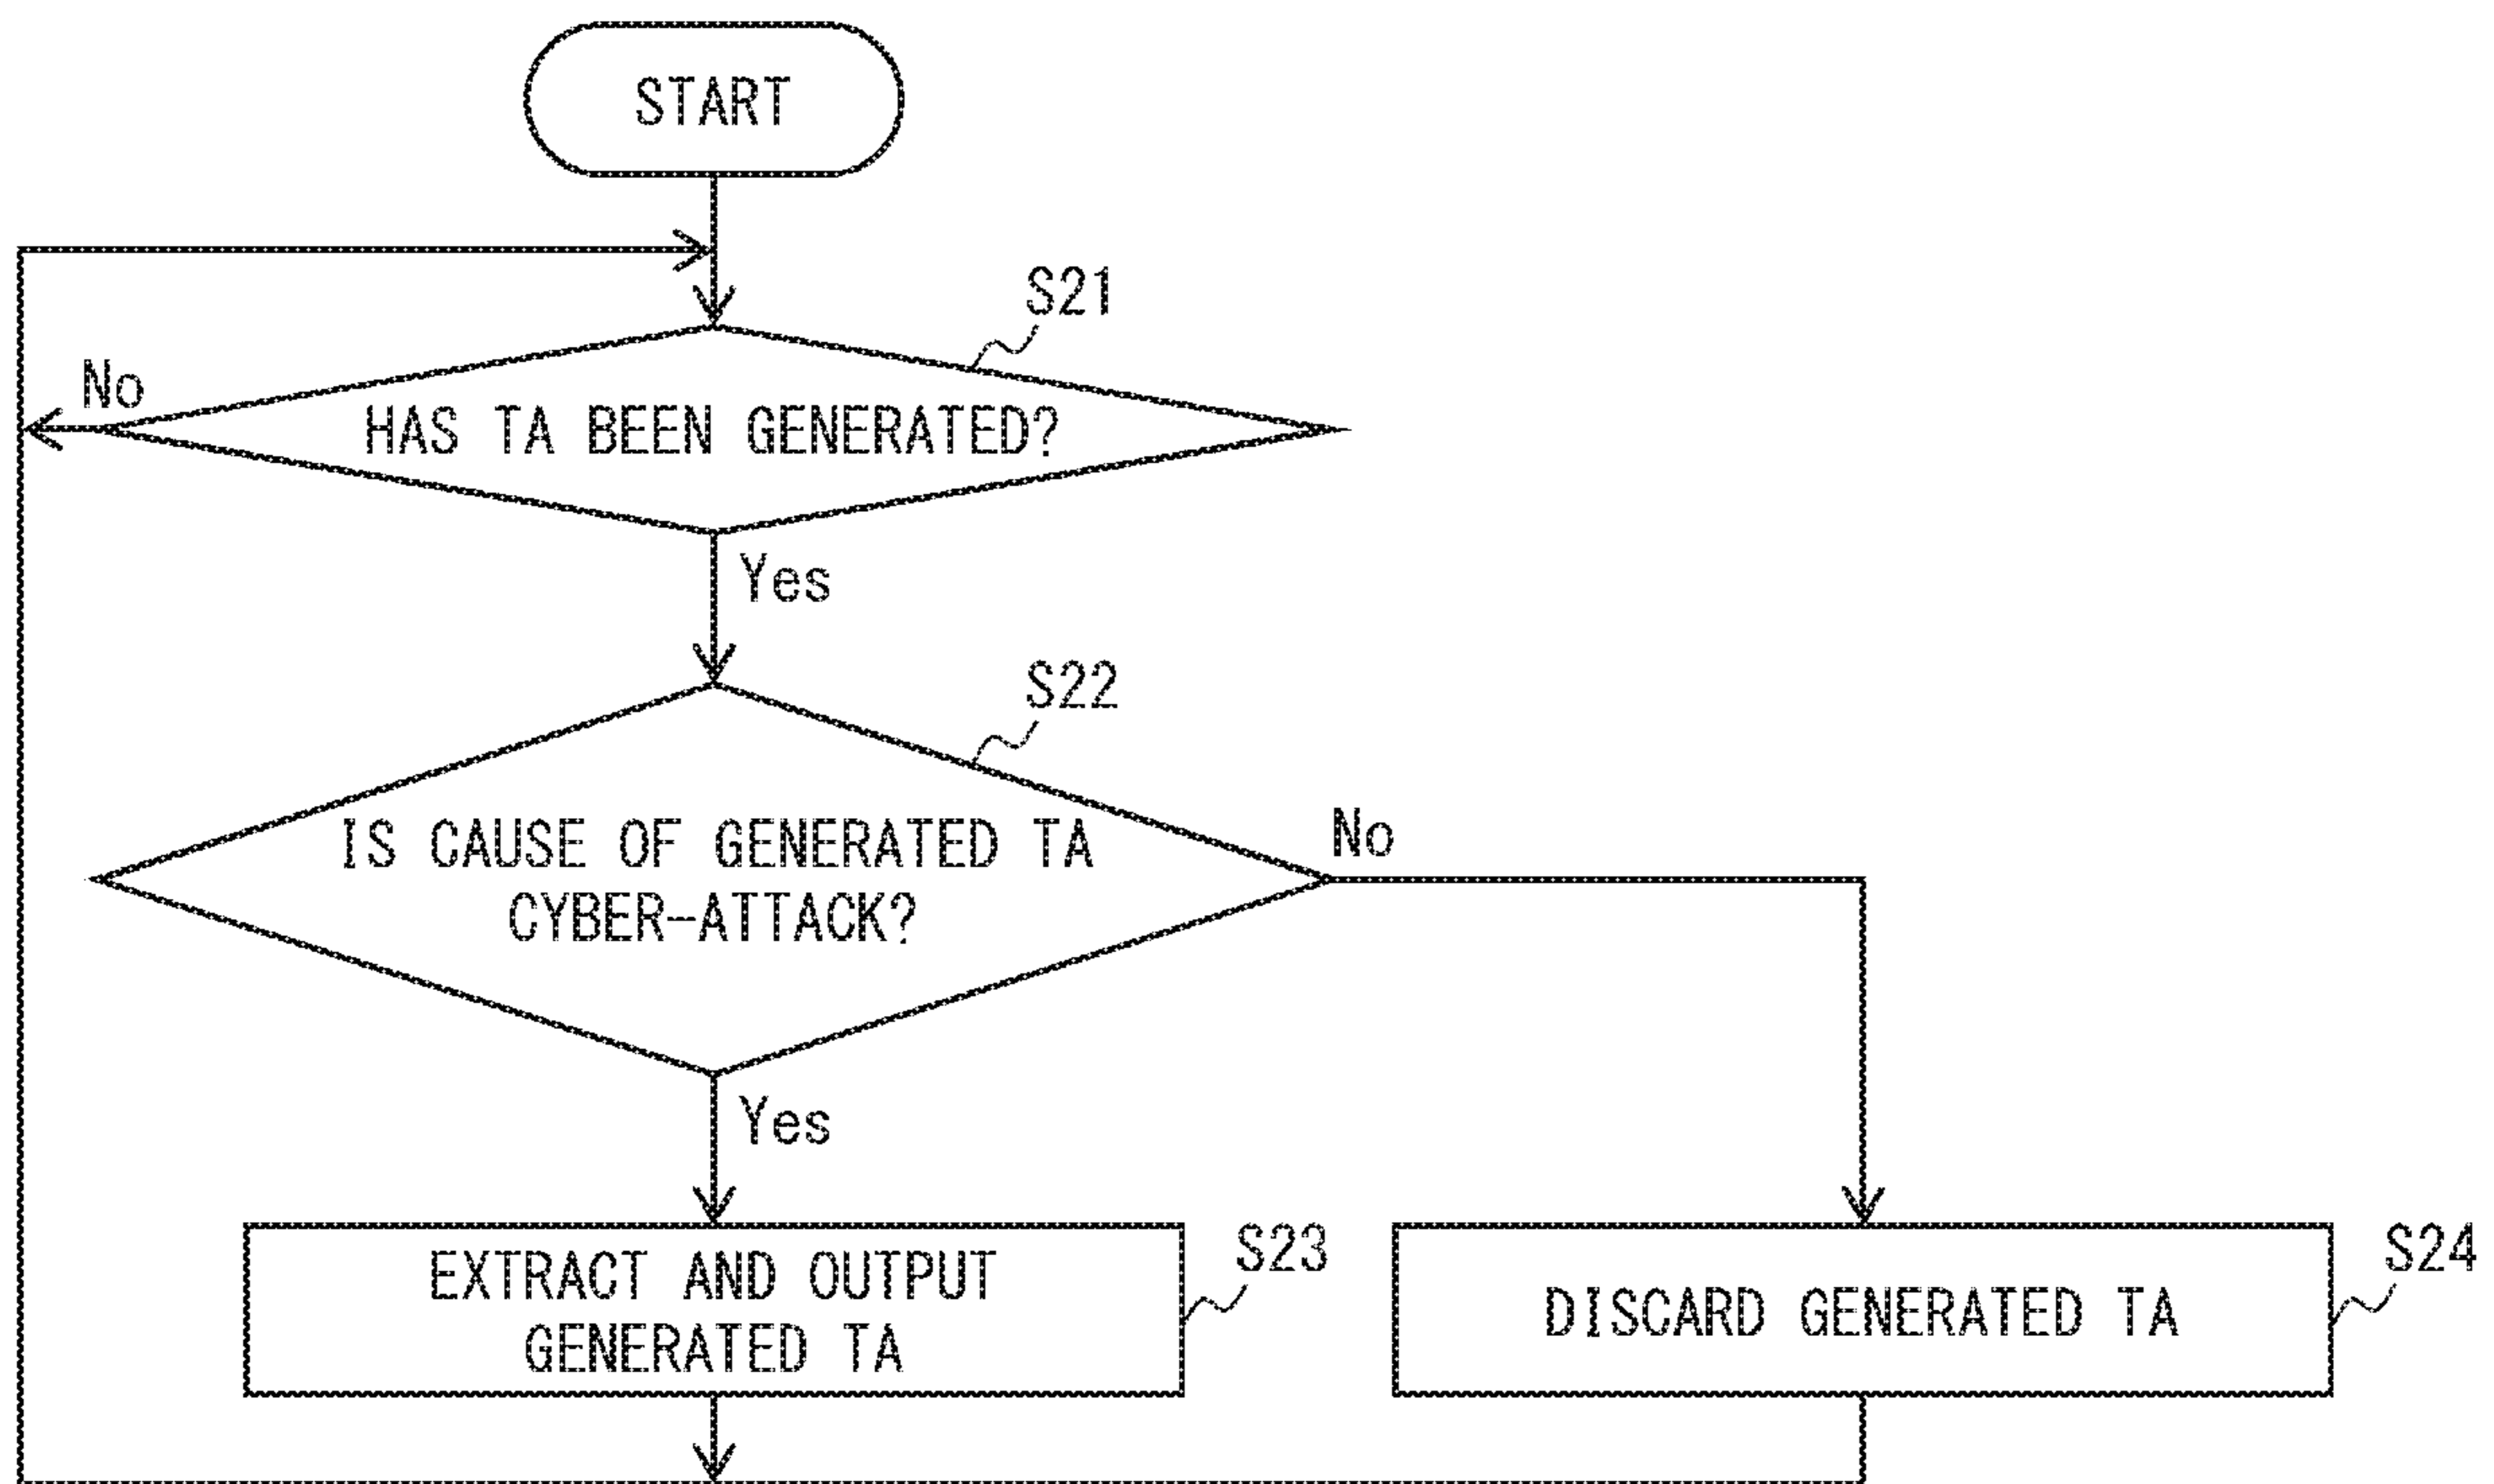 START
S21
No
HAS TA BEEN GENERATED?
Yes
S22
IS CAUSE OF GENERATED TA
CYBER-ATTACK?
No
Yes
EXTRACT AND OUTPUT
GENERATED TA
S23
DISCARD GENERATED TA
S24